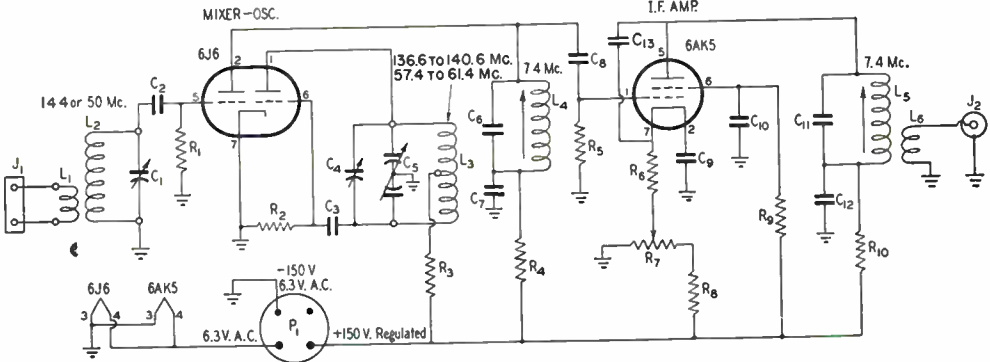 MIXER-OSC.
I.F. AMP.
6J6
2
1
5
6
7
136.6 TO 140.6 Mc.
57.4 TO 61.4 Mc.
7.4 Mc.
C8
C13
6AK5
5
6
1
7
2
7.4 Mc.
144 or 50 Mc.
J1
L1
L2
C1
C2
R1
R2
C3
C4
C5
L3
R3
C6
C7
L4
R4
R5
R6
R7
R8
C9
C10
R9
C11
C12
L5
L6
J2
R10
6J6
6AK5
3
4
3
4
6.3 V. A.C.
-150 V
6.3 V. A.C.
P1
+150 V. Regulated